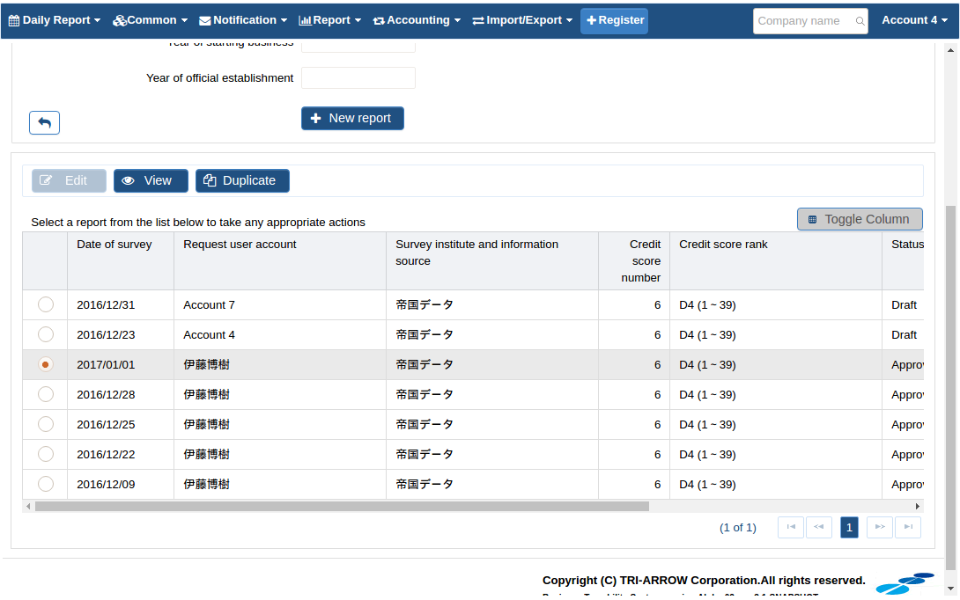 Daily Report Common Notification Report Accounting Import/Export Register Company name Account 4
Year of starting business
Year of official establishment
New report
Edit View Duplicate
Select a report from the list below to take any appropriate actions Toggle Column
Date of survey Request user account Survey institute and information source Credit score number Credit score rank Status
2016/12/31 Account 7 帝国データ 6 D4 (1 ~ 39) Draft
2016/12/23 Account 4 帝国データ 6 D4 (1 ~ 39) Draft
2017/01/01 伊藤博樹 帝国データ 6 D4 (1 ~ 39) Approv
2016/12/28 伊藤博樹 帝国データ 6 D4 (1 ~ 39) Approv
2016/12/25 伊藤博樹 帝国データ 6 D4 (1 ~ 39) Approv
2016/12/22 伊藤博樹 帝国データ 6 D4 (1 ~ 39) Approv
2016/12/09 伊藤博樹 帝国データ 6 D4 (1 ~ 39) Approv
(1 of 1) 1
Copyright (C) TRI-ARROW Corporation.All rights reserved.